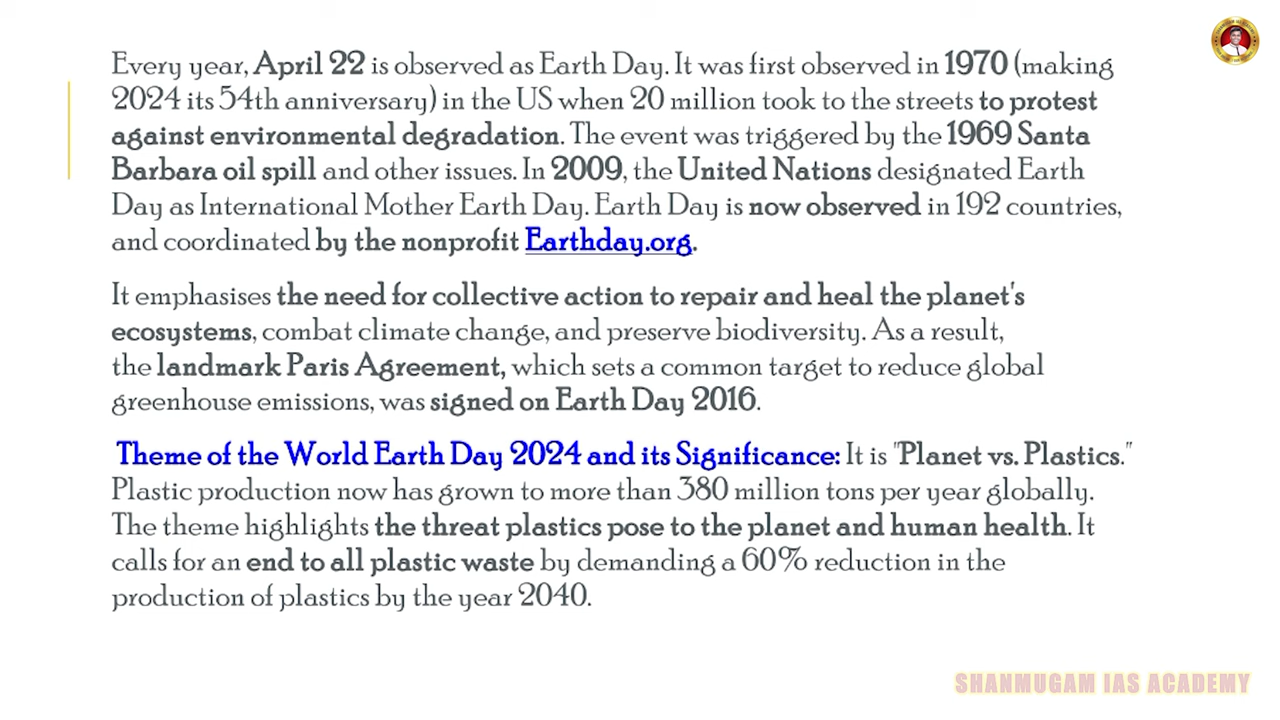 Every year, April 22 is observed as Earth Day. It was first observed in 1970 (making
2024 its 54th anniversary) in the US when 20 million took to the streets to protest
against environmental degradation. The event was triggered by the 1969 Santa
Barbara oil spill and other issues. In 2009, the United Nations designated Earth
Day as International Mother Earth Day. Earth Day is now observed in 192 countries,
and coordinated by the nonprofit Earthday.org.
It emphasises the need for collective action to repair and heal the planet's
ecosystems, combat climate change, and preserve biodiversity. As a result,
the landmark Paris Agreement, which sets a common target to reduce global
greenhouse emissions, was signed on Earth Day 2016.
Theme of the World Earth Day 2024 and its Significance: It is "Planet vs. Plastics."
Plastic production now has grown to more than 380 million tons per year globally.
The theme highlights the threat plastics pose to the planet and human health. It
calls for an end to all plastic waste by demanding a 60% reduction in the
production of plastics by the year 2040.
SHANMUGAM IAS ACADEMY